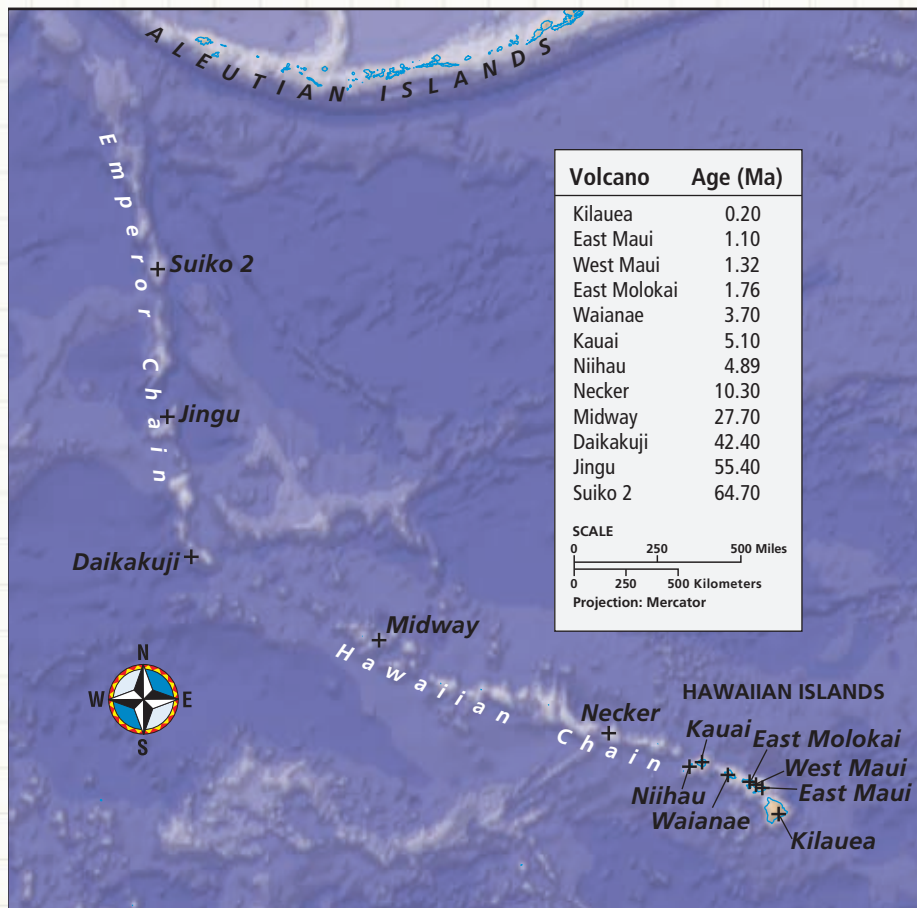 ALEUTIAN ISLANDS
Emperor Chain
Suiko 2
Jingu
Daikakuji
Midway
Hawaiian Chain
Necker
HAWAIIAN ISLANDS
Kauai
East Molokai
West Maui
East Maui
Niihau
Waianae
Kilauea
N
W E
S
Volcano Age (Ma)
Kilauea 0.20
East Maui 1.10
West Maui 1.32
East Molokai 1.76
Waianae 3.70
Kauai 5.10
Niihau 4.89
Necker 10.30
Midway 27.70
Daikakuji 42.40
Jingu 55.40
Suiko 2 64.70
SCALE
0 250 500 Miles
0 250 500 Kilometers
Projection: Mercator